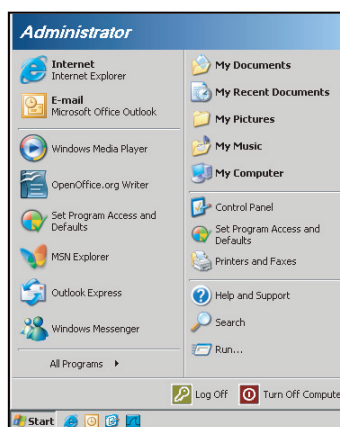 Administrator
Internet
Internet Explorer
E-mail
Microsoft Office Outlook
Windows Media Player
OpenOffice.org Writer
Set Program Access and
Defaults
MSN Explorer
Outlook Express
Windows Messenger
All Programs
My Documents
My Recent Documents
My Pictures
My Music
My Computer
Control Panel
Set Program Access and
Defaults
Printers and Faxes
Help and Support
Search
Run...
Log Off
Turn Off Compute
Start